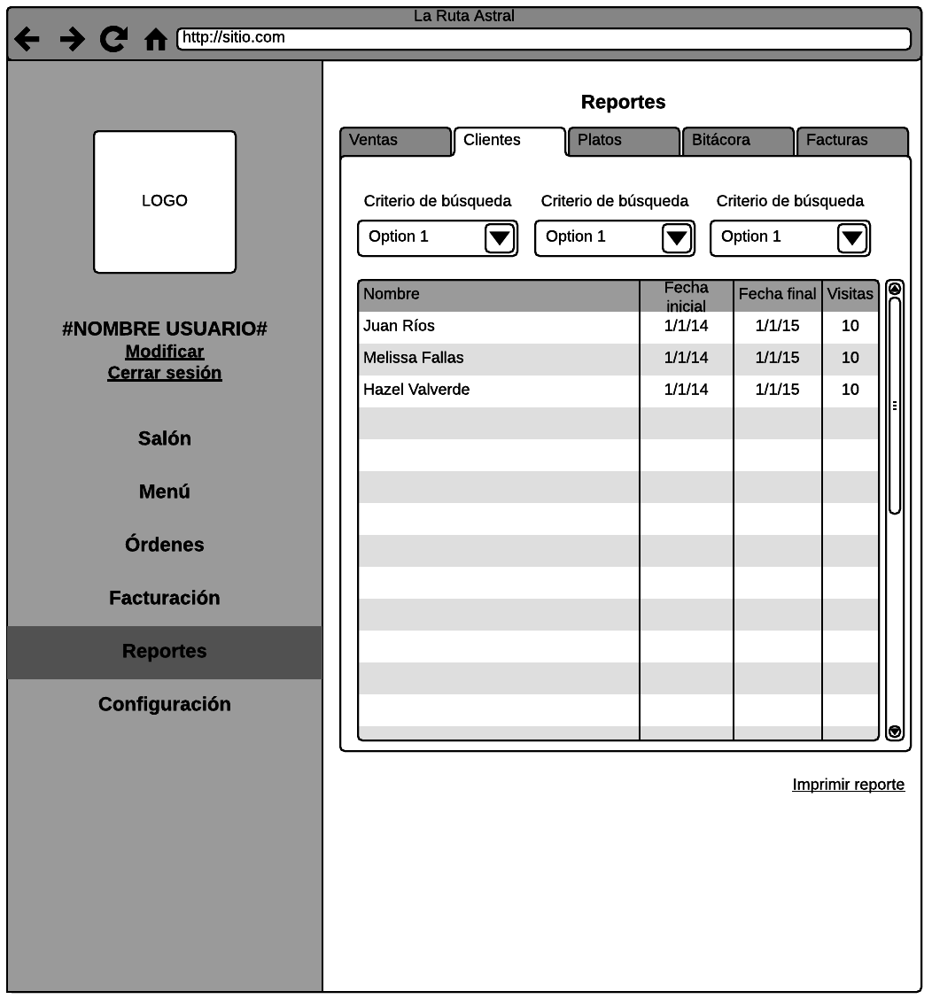 La Ruta Astral
http://sitio.com
LOGO
#NOMBRE USUARIO#
Modificar
Cerrar sesión
Salón
Menú
Órdenes
Facturación
Reportes
Configuración
Reportes
Ventas Clientes Platos Bitácora Facturas
Criterio de búsqueda Criterio de búsqueda Criterio de búsqueda
Option 1 Option 1 Option 1
Nombre Fecha inicial Fecha final Visitas
Juan Ríos 1/1/14 1/1/15 10
Melissa Fallas 1/1/14 1/1/15 10
Hazel Valverde 1/1/14 1/1/15 10
Imprimir reporte